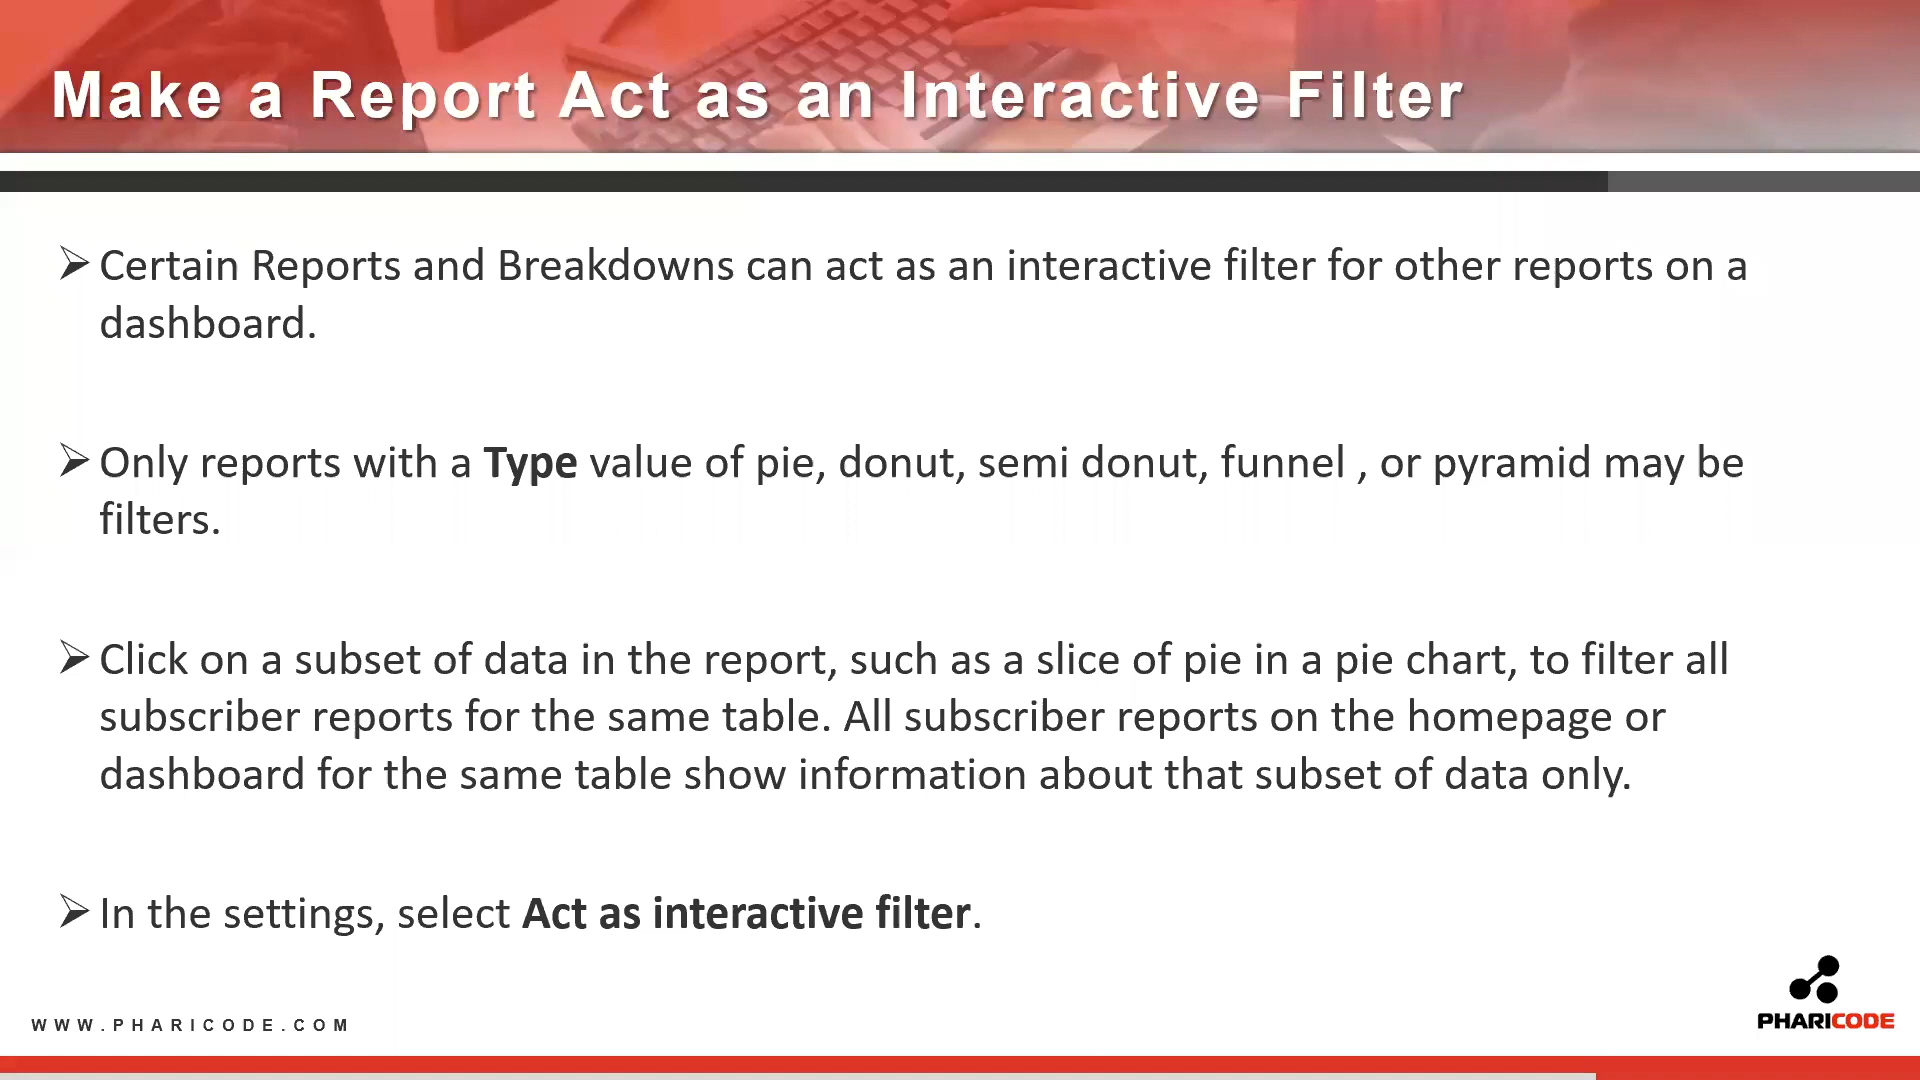 Make a Report Act as an Interactive Filter
➢ Certain Reports and Breakdowns can act as an interactive filter for other reports on a
dashboard.
➢ Only reports with a Type value of pie, donut, semi donut, funnel , or pyramid may be
filters.
➢ Click on a subset of data in the report, such as a slice of pie in a pie chart, to filter all
subscriber reports for the same table. All subscriber reports on the homepage or
dashboard for the same table show information about that subset of data only.
➢ In the settings, select Act as interactive filter.
WWW.PHARICODE.COM
PHARICODE